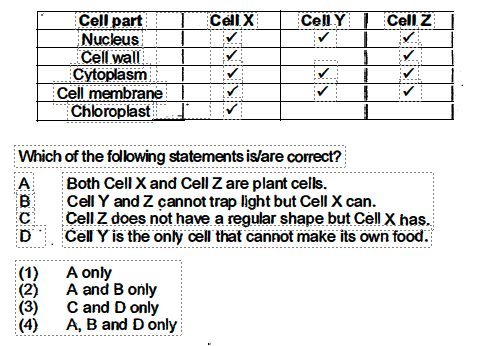 Cell part Cell X Cell Y Cell Z
Nucleus ✓ ✓ ✓
Cell wall ✓ ✓
Cytoplasm ✓ ✓ ✓
Cell membrane ✓ ✓ ✓
Chloroplast ✓
Which of the following statements is/are correct?
A Both Cell X and Cell Z are plant cells.
B Cell Y and Z cannot trap light but Cell X can.
C Cell Z does not have a regular shape but Cell X has.
D Cell Y is the only cell that cannot make its own food.
(1) A only
(2) A and B only
(3) C and D only
(4) A, B and D only